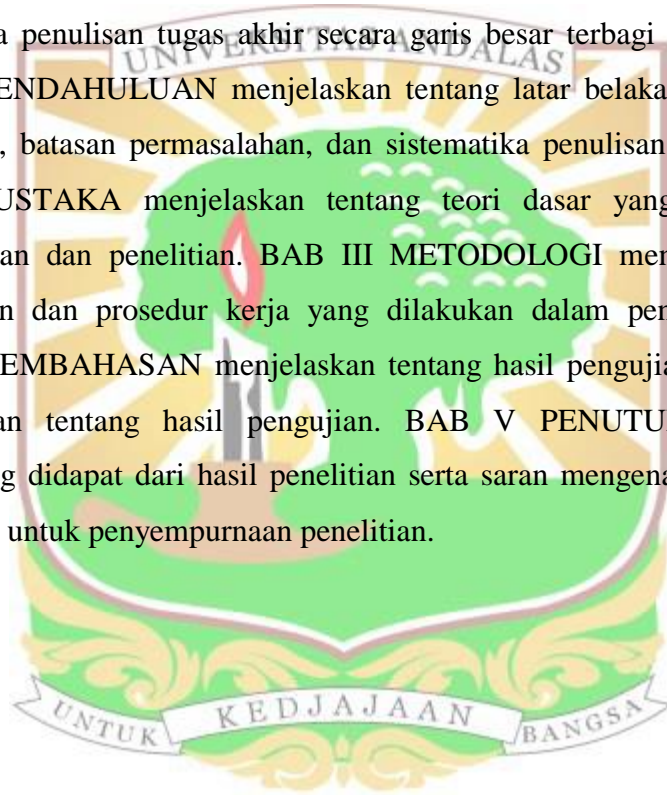 penulisan tugas akhir secara garis besar terbagi
UNIVERSITAS ANDALAS
ENDAHULUAN menjelaskan tentang latar belaka
, batasan permasalahan, dan sistematika penulisan
USTAKA menjelaskan tentang teori dasar yang
an dan penelitian. BAB III METODOLOGI men
n dan prosedur kerja yang dilakukan dalam pen
EMBAHASAN menjelaskan tentang hasil pengujia
an tentang hasil pengujian. BAB V PENUTU
g didapat dari hasil penelitian serta saran mengena
untuk penyempurnaan penelitian.
UNTUK KEDJAJAAN BANGSA